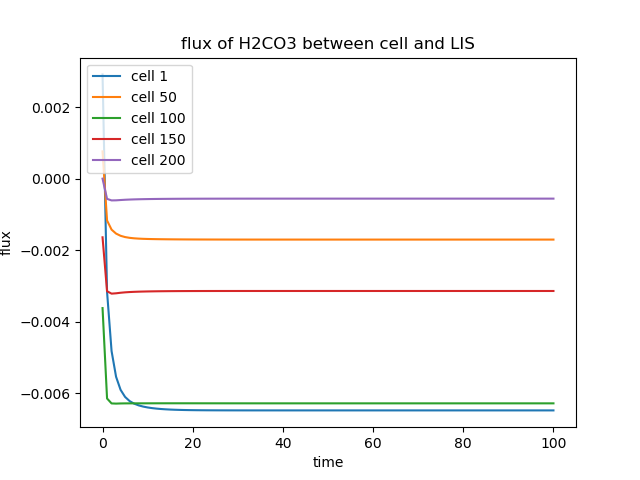 flux of H2CO3 between cell and LIS
cell 1
cell 50
cell 100
cell 150
cell 200
0.002
0.000
−0.002
−0.004
−0.006
flux
0 20 40 60 80 100
time